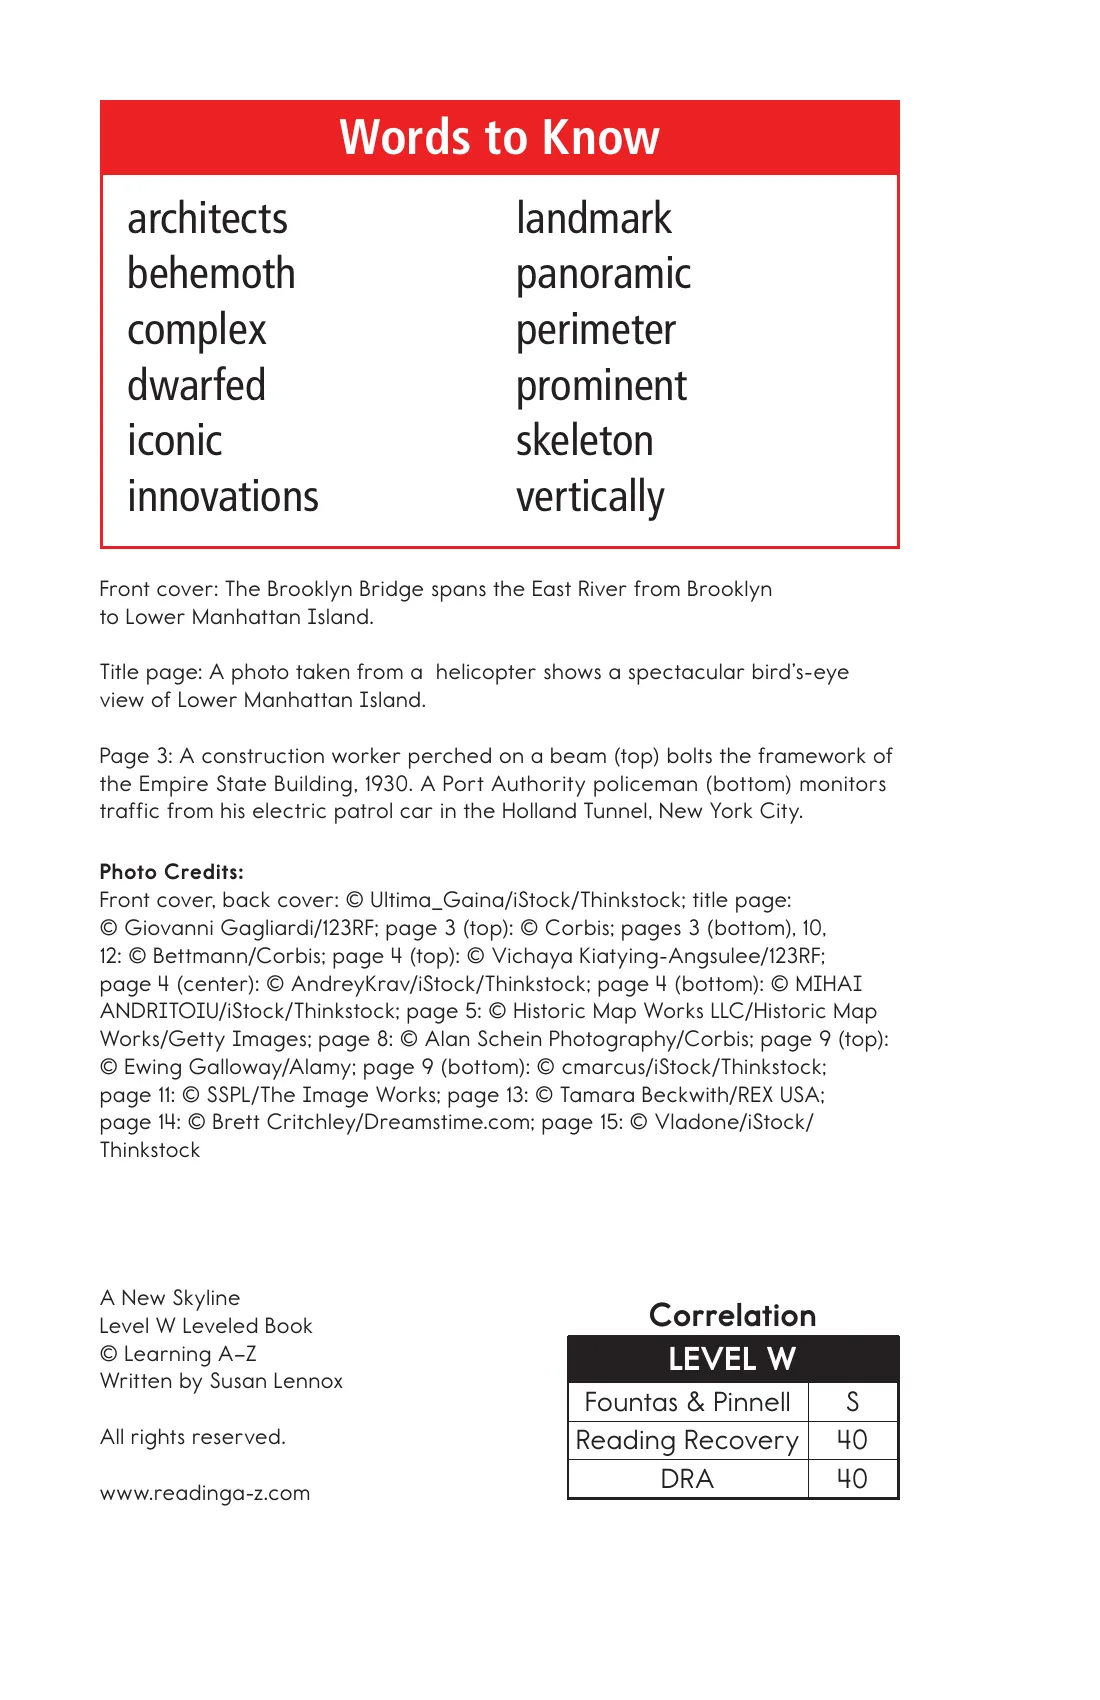 Words to Know
architects
behemoth
complex
dwarfed
iconic
innovations
landmark
panoramic
perimeter
prominent
skeleton
vertically
Front cover: The Brooklyn Bridge spans the East River from Brooklyn
to Lower Manhattan Island.
Title page: A photo taken from a  helicopter shows a spectacular bird's-eye
view of Lower Manhattan Island.
Page 3: A construction worker perched on a beam (top) bolts the framework of
the Empire State Building, 1930. A Port Authority policeman (bottom) monitors
traffic from his electric patrol car in the Holland Tunnel, New York City.
Photo Credits:
Front cover, back cover: © Ultima_Gaina/iStock/Thinkstock; title page:
© Giovanni Gagliardi/123RF; page 3 (top): © Corbis; pages 3 (bottom), 10,
12: © Bettmann/Corbis; page 4 (top): © Vichaya Kiatying-Angsulee/123RF;
page 4 (center): © AndreyKrav/iStock/Thinkstock; page 4 (bottom): © MIHAI
ANDRITOIU/iStock/Thinkstock; page 5: © Historic Map Works LLC/Historic Map
Works/Getty Images; page 8: © Alan Schein Photography/Corbis; page 9 (top):
© Ewing Galloway/Alamy; page 9 (bottom): © cmarcus/iStock/Thinkstock;
page 11: © SSPL/The Image Works; page 13: © Tamara Beckwith/REX USA;
page 14: © Brett Critchley/Dreamstime.com; page 15: © Vladone/iStock/
Thinkstock
A New Skyline
Level W Leveled Book
© Learning A–Z
Written by Susan Lennox
All rights reserved.
www.readinga-z.com
Correlation
LEVEL W
Fountas & Pinnell S
Reading Recovery 40
DRA 40